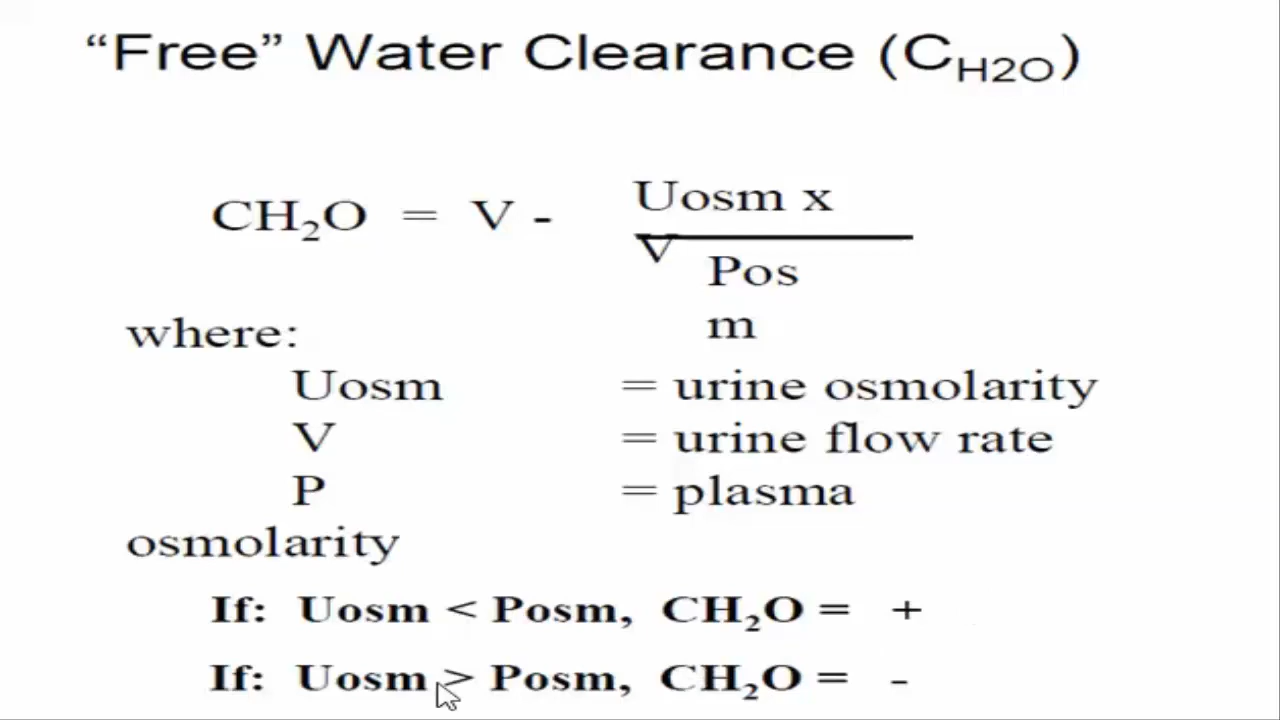 “Free” Water Clearance (CH2O)
CH2O = V - Uosm x
V
Pos
m
where:
Uosm = urine osmolarity
V = urine flow rate
P = plasma
osmolarity
If: Uosm < Posm, CH2O = +
If: Uosm > Posm, CH2O = -